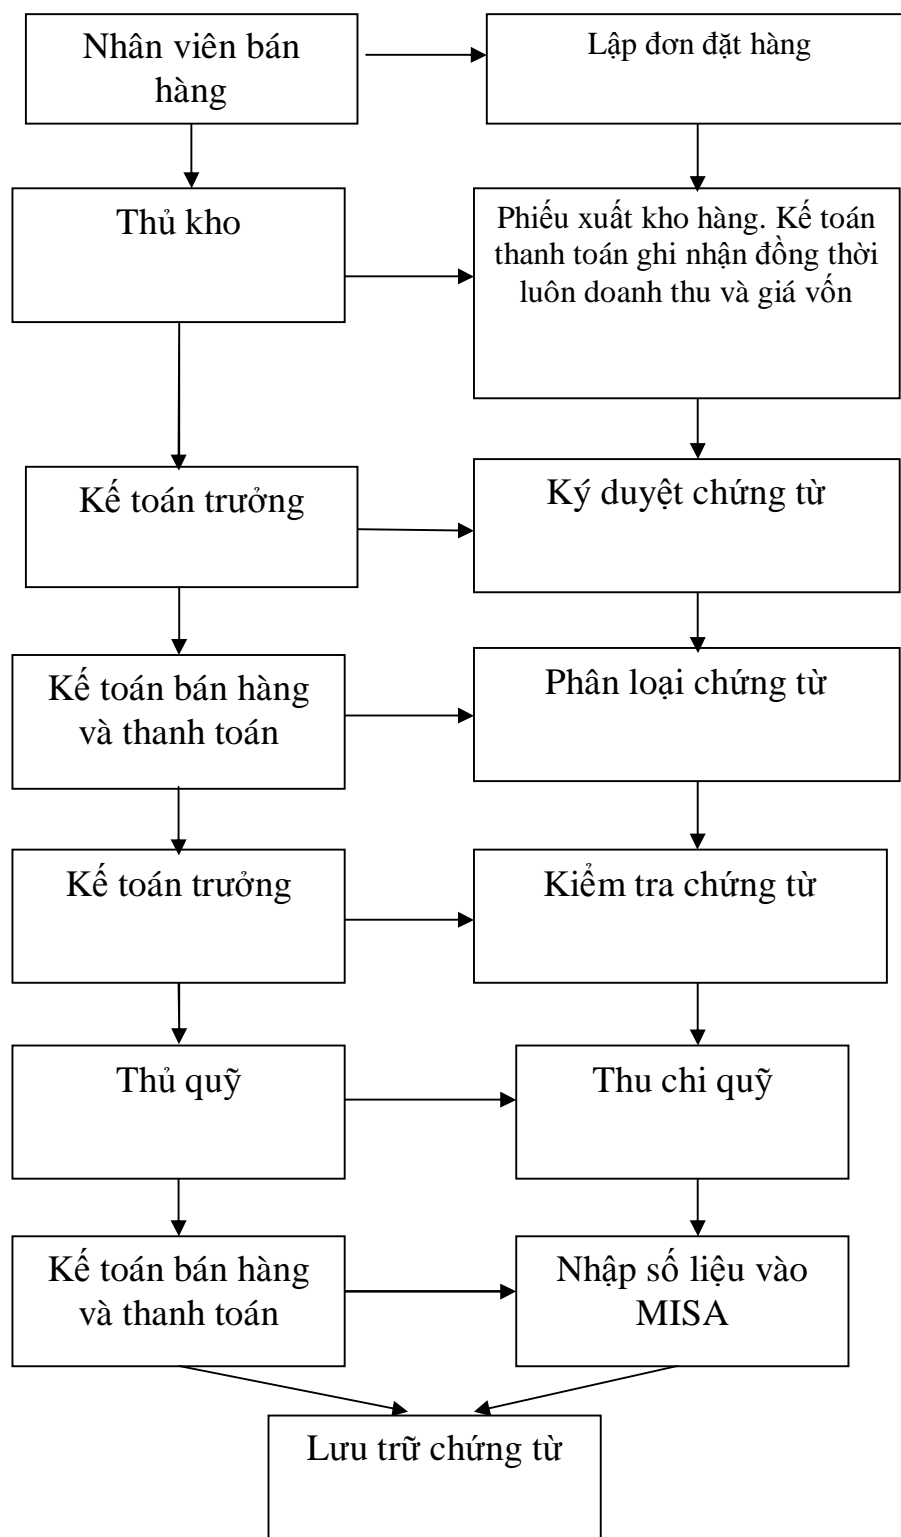 Nhân viên bán
hàng
Lập đơn đặt hàng
Thủ kho
Phiếu xuất kho hàng. Kế toán
thanh toán ghi nhận đồng thời
luôn doanh thu và giá vốn
Kế toán trưởng
Ký duyệt chứng từ
Kế toán bán hàng
và thanh toán
Phân loại chứng từ
Kế toán trưởng
Kiểm tra chứng từ
Thủ quỹ
Thu chi quỹ
Kế toán bán hàng
và thanh toán
Nhập số liệu vào
MISA
Lưu trữ chứng từ